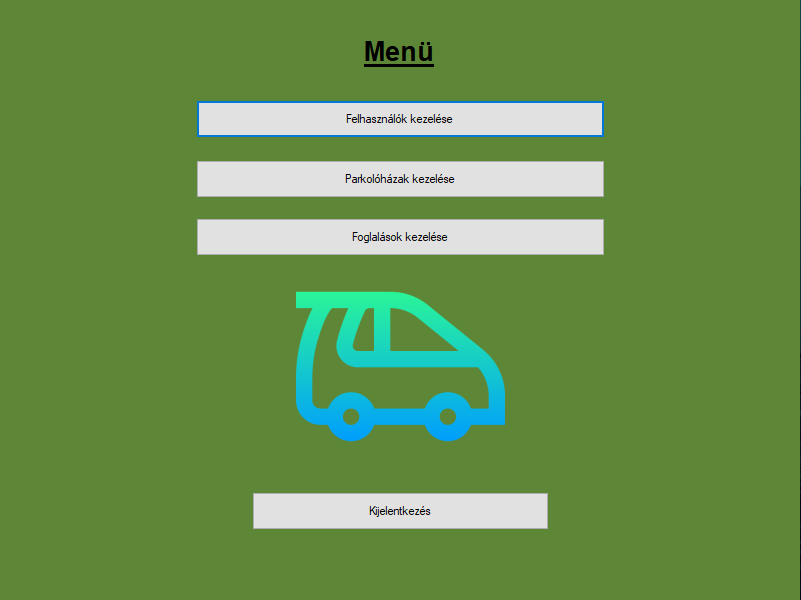 Menü
Felhasználók kezelése
Parkolóházak kezelése
Foglalások kezelése
Kijelentkezés